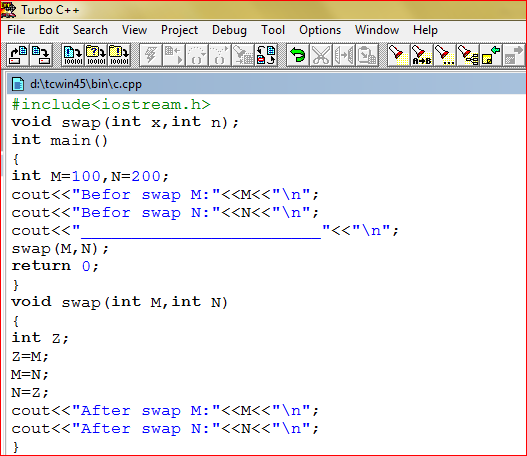 Turbo C++
File Edit Search View Project Debug Tool Options Window Help
d:\tcwin45\bin\c.cpp
#include<iostream.h>
void swap(int x,int n);
int main()
{
int M=100,N=200;
cout<<"Befor swap M:"<<M<<"\n";
cout<<"Befor swap N:"<<N<<"\n";
cout<<"________________________"<<"\n";
swap(M,N);
return 0;
}
void swap(int M,int N)
{
int Z;
Z=M;
M=N;
N=Z;
cout<<"After swap M:"<<M<<"\n";
cout<<"After swap N:"<<N<<"\n";
}